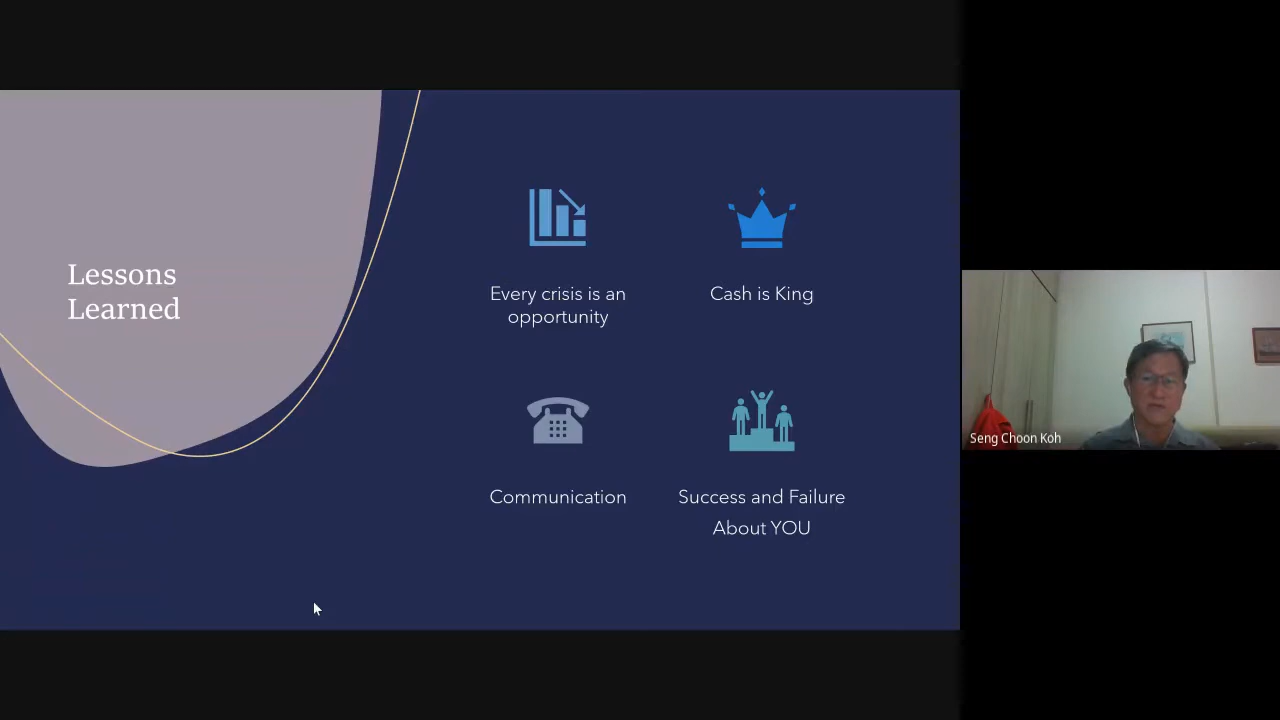 Lessons
Learned
Every crisis is an
opportunity
Cash is King
Communication
Success and Failure
About YOU
Seng Choon Koh